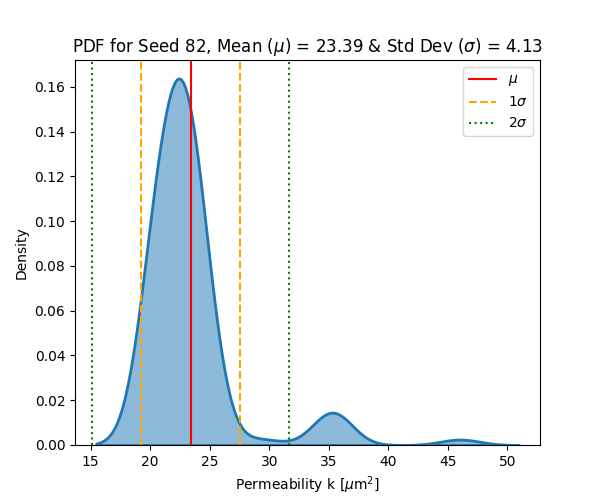 PDF for Seed 82, Mean (μ) = 23.39 & Std Dev (σ) = 4.13
μ
1σ
2σ
0.16
0.14
0.12
0.10
0.08
0.06
0.04
0.02
0.00
Density
15 20 25 30 35 40 45 50
Permeability k [μm²]